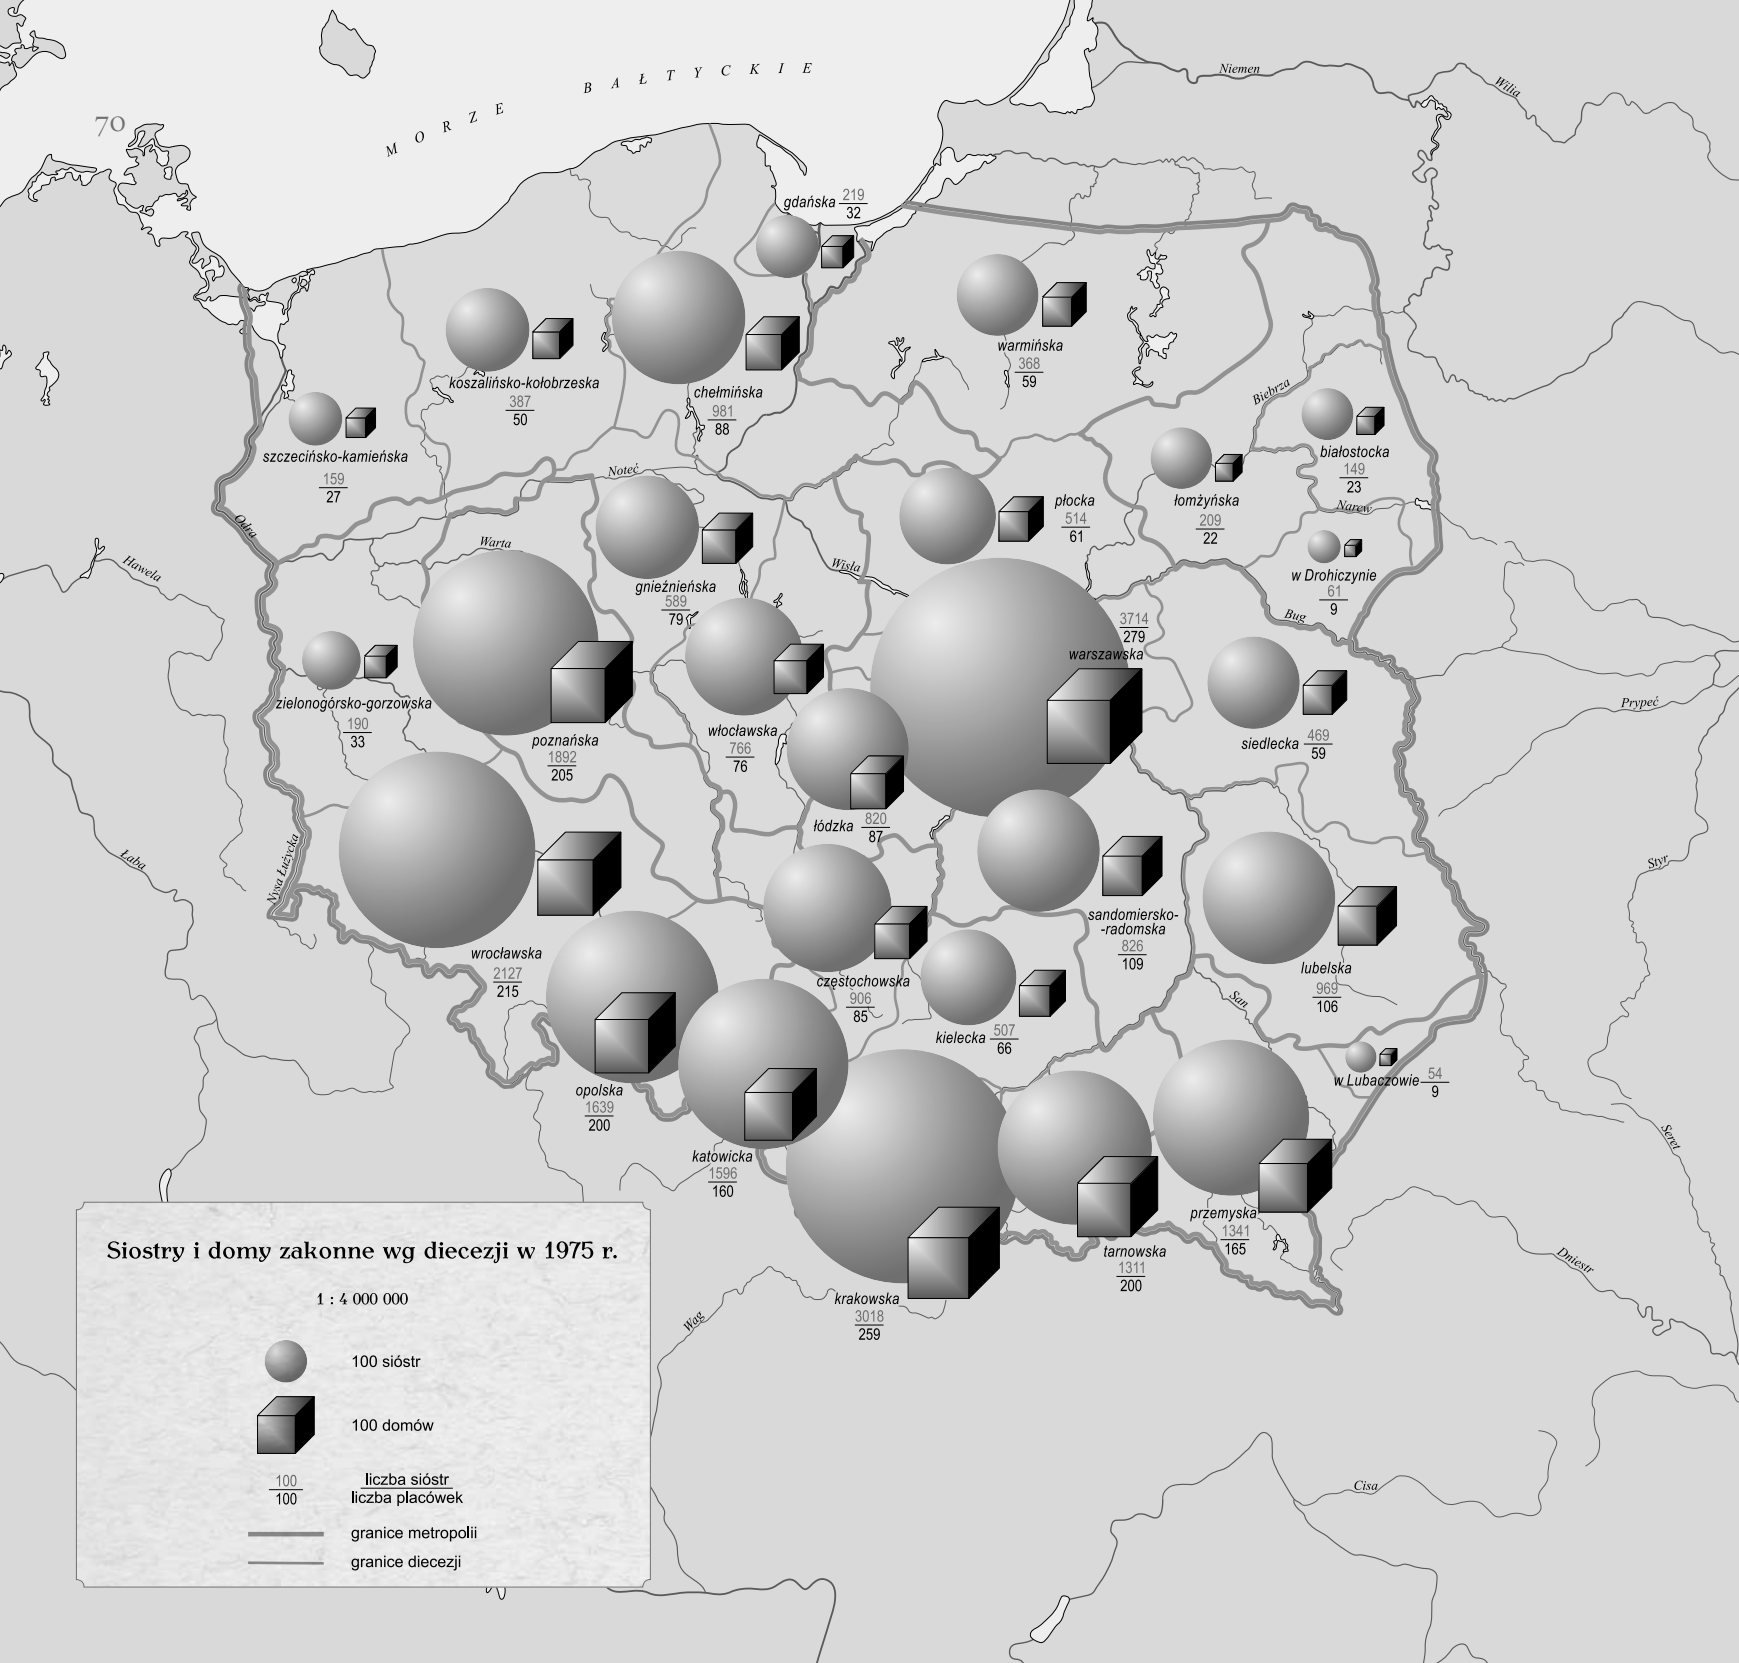 MORZE BAŁTYCKIE
70
Niemen
Wilia
gdańska 219
32
warmińska
368
59
koszalińsko-kołobrzeska
387
50
chełmińska
981
88
Biebrza
białostocka
149
23
szczecińsko-kamieńska
159
27
Noteć
płocka 514
61
łomżyńska
209
22
Narew
Odra
Warta
Hawela
gnieźnieńska
589
79
Wisła
w Drohiczynie
61
9
Bug
3714
279
warszawska
zielonogórsko-gorzowska
190
33
poznańska
1892
205
włocławska
766
76
siedlecka 469
59
Prypeć
łódzka 820
87
Łaba
Nysa Łużycka
Styr
sandomiersko-
-radomska
826
109
wrocławska
2127
215
częstochowska
906
85
lubelska
969
106
San
kielecka 507
66
opolska
1639
200
w Lubaczowie 54
9
Seret
katowicka
1596
160
przemyska
1341
165
tarnowska
1311
200
Dniestr
krakowska
3018
259
Wag
Cisa
Siostry i domy zakonne wg diecezji w 1975 r.
1 : 4 000 000
100 sióstr
100 domów
100 liczba sióstr
100 liczba placówek
granice metropolii
granice diecezji